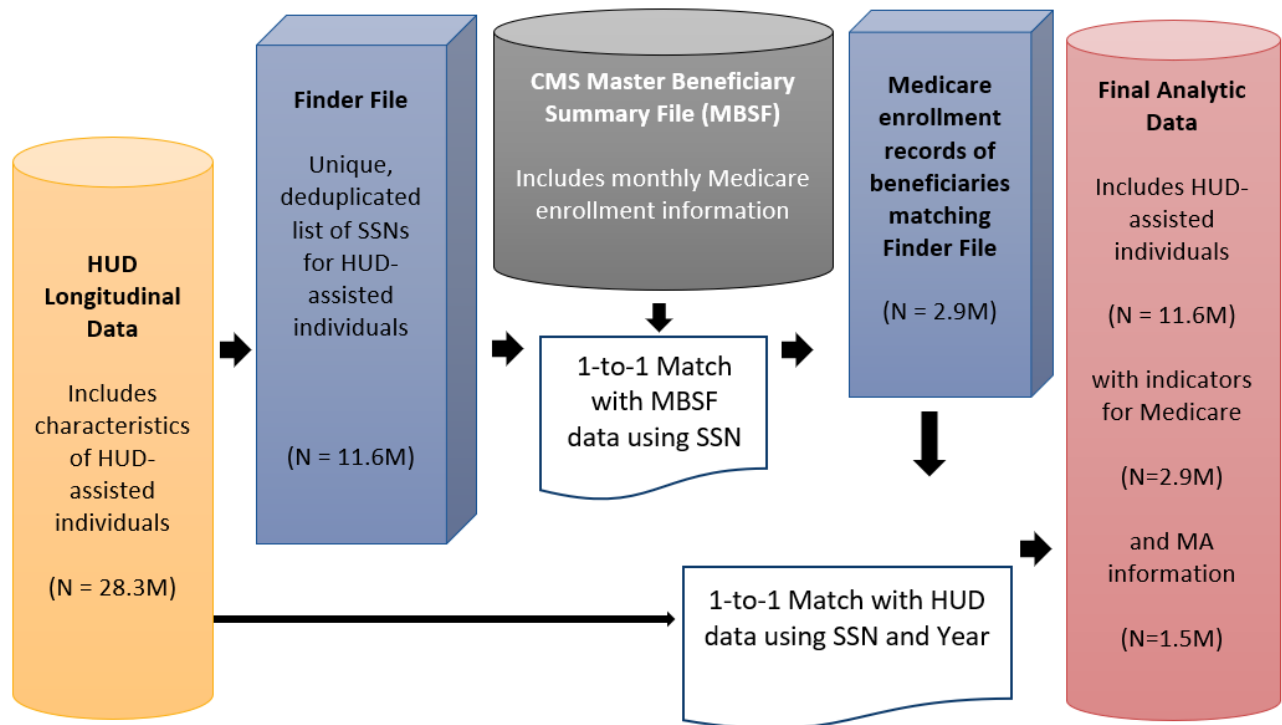 HUD
Longitudinal
Data
Includes
characteristics
of HUD-
assisted
individuals
(N = 28.3M)
Finder File
Unique,
deduplicated
list of SSNs
for HUD-
assisted
individuals
(N = 11.6M)
CMS Master Beneficiary
Summary File (MBSF)
Includes monthly Medicare
enrollment information
1-to-1 Match
with MBSF
data using SSN
Medicare
enrollment
records of
beneficiaries
matching
Finder File
(N = 2.9M)
1-to-1 Match with HUD
data using SSN and Year
Final Analytic
Data
Includes HUD-
assisted
individuals
(N = 11.6M)
with indicators
for Medicare
(N=2.9M)
and MA
information
(N=1.5M)